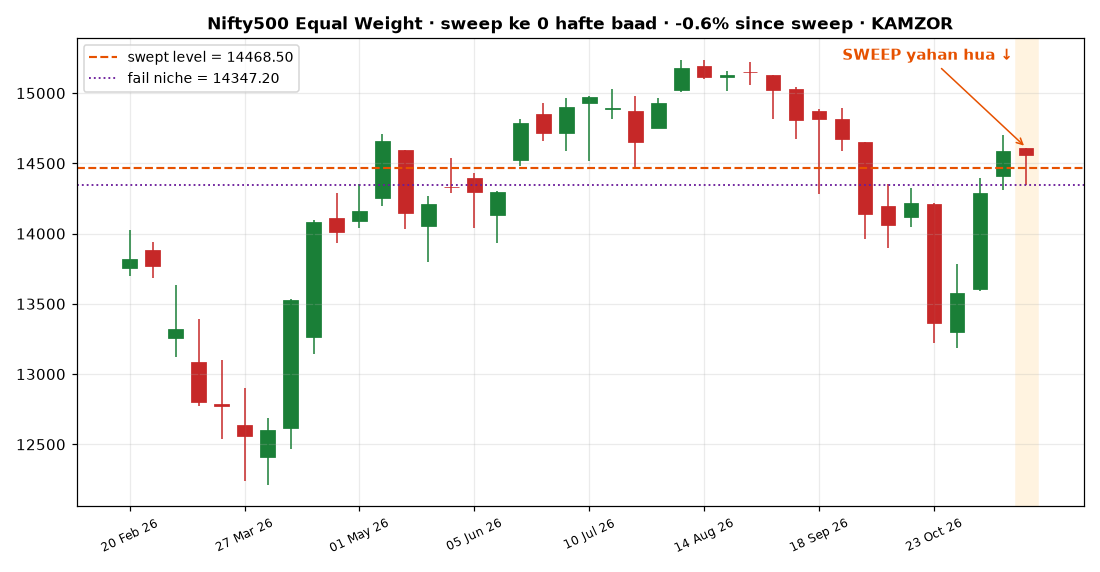 Nifty500 Equal Weight · sweep ke 0 hafte baad · -0.6% since sweep · KAMZOR
swept level = 14468.50
fail niche = 14347.20
SWEEP yahan hua ↓
15000
14500
14000
13500
13000
12500
20 Feb 26
27 Mar 26
01 May 26
05 Jun 26
10 Jul 26
14 Aug 26
18 Sep 26
23 Oct 26